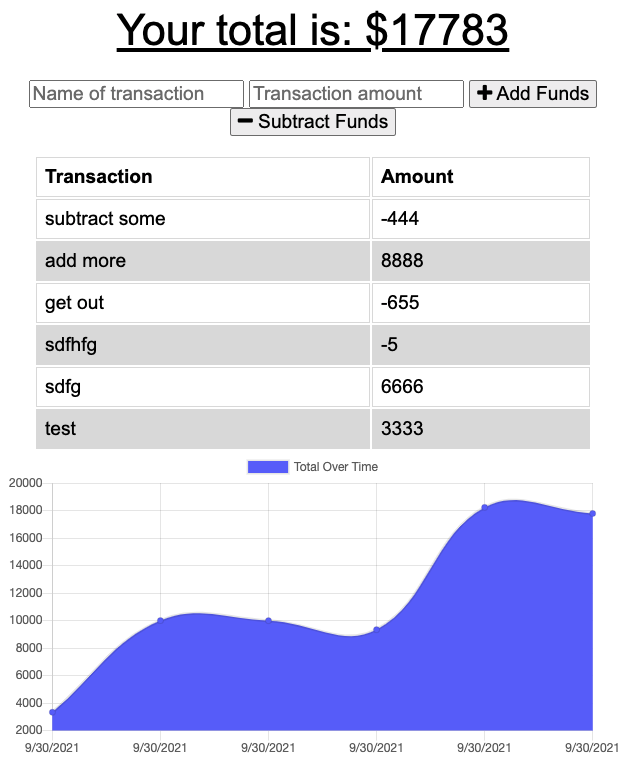 Your total is: $17783
Name of transaction Transaction amount Add Funds
Subtract Funds
Transaction Amount
subtract some -444
add more 8888
get out -655
sdfhfg -5
sdfg 6666
test 3333
Total Over Time
20000
18000
16000
14000
12000
10000
8000
6000
4000
2000
9/30/2021 9/30/2021 9/30/2021 9/30/2021 9/30/2021 9/30/2021